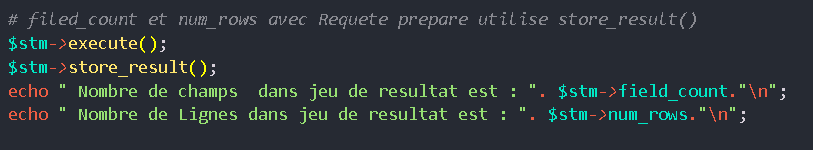 # filed_count et num_rows avec Requete prepare utilise store_result()
$stm->execute();
$stm->store_result();
echo " Nombre de champs  dans jeu de resultat est : ". $stm->field_count."\n";
echo " Nombre de Lignes dans jeu de resultat est : ". $stm->num_rows."\n";